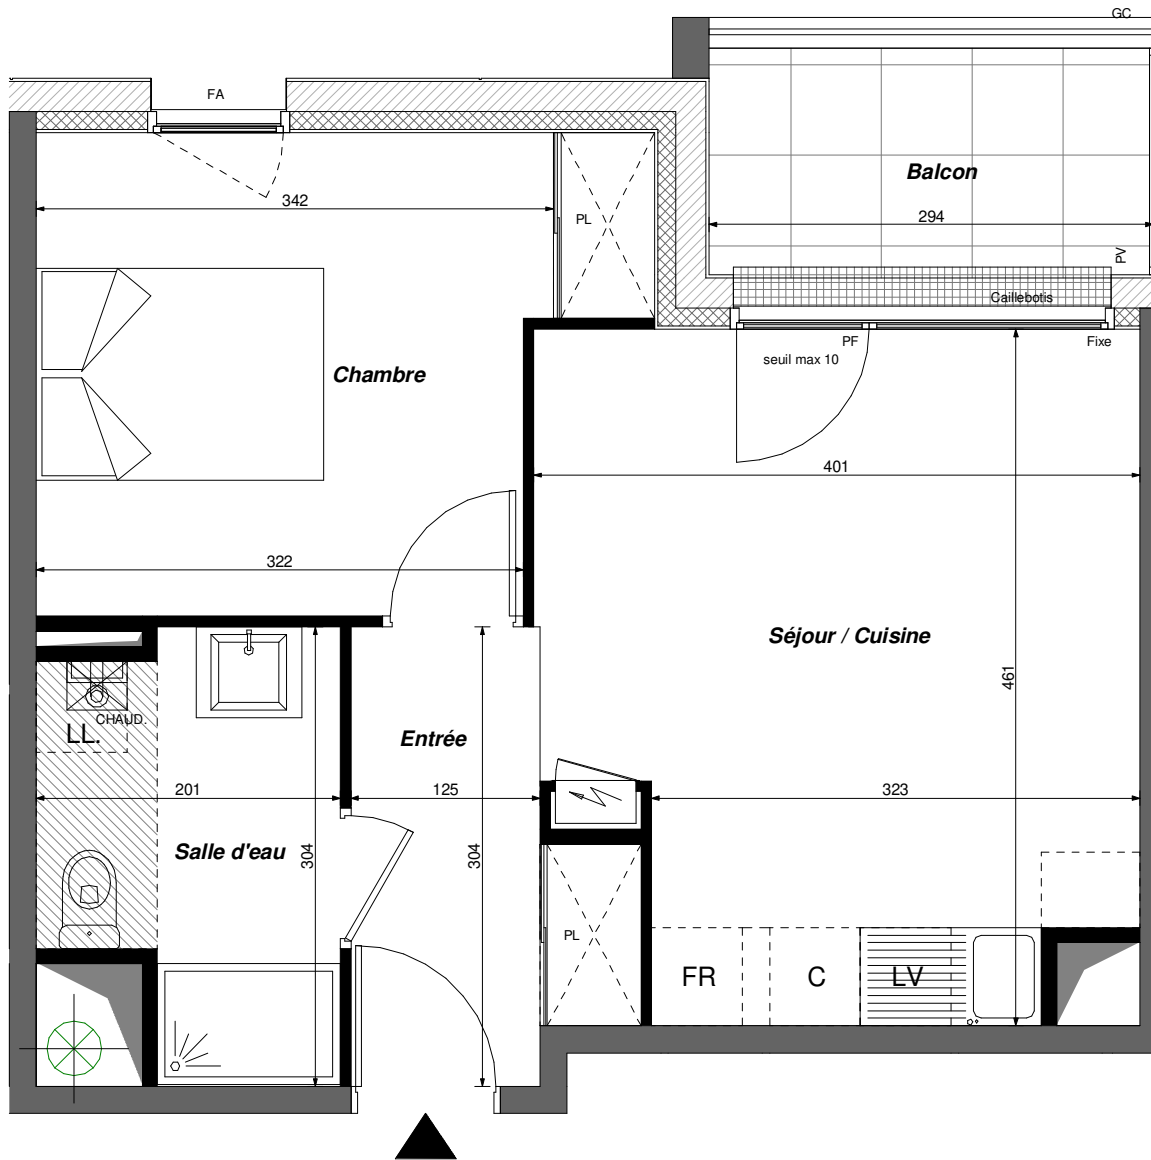 GC
FA
Balcon
342
PL
294
PV
Caillebotis
PF
Fixe
seuil max 10
Chambre
401
322
Séjour / Cuisine
461
CHAUD.
LL.
Entrée
201
125
323
Salle d'eau
304
304
PL
FR
C
LV